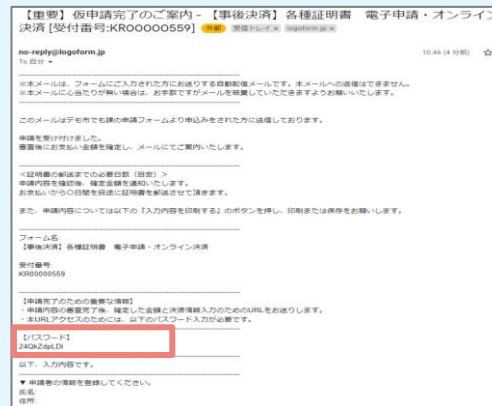 【重要】仮申請完了のご案内 - 【事後決済】各種証明書　電子申請・オンライン
決済 [受付番号:KR00000559] 外部 受信トレイ× logoform.jp×
no-reply@logoform.jp
10:46 (4 分前)
To 自分
※本メールは、フォームにご入力された方にお送りする自動配信メールです。本メールへの返信はできません。
※本メールに心当たりが無い場合は、お手数ですがメールを破棄していただきますようお願いいたします。
このメールはデモ市でも課の申請フォームより申込みをされた方に送信しております。
申請を受け付けました。
審査後にお支払い金額を確定し、メールにてご案内いたします。
＜証明書の郵送までの必要日数（目安）＞
申請内容を確認後、確定金額を通知いたします。
お支払いから〇日間を目途に証明書を郵送させて頂きます。
また、申請内容については以下の『入力内容を印刷する』のボタンを押し、印刷または保存をお願いします。
フォーム名
【事後決済】各種証明書　電子申請・オンライン決済
受付番号
KR00000559
【申請完了のための重要な情報】
・申請内容の審査完了後、確定した金額と決済情報入力のためのURLをお送りします。
・本URLアクセスのためには、以下のパスワード入力が必要です。
【パスワード】
24QkZdpLDi
以下、入力内容です。
▼ 申請者の情報を登録してください。
氏名:
住所: